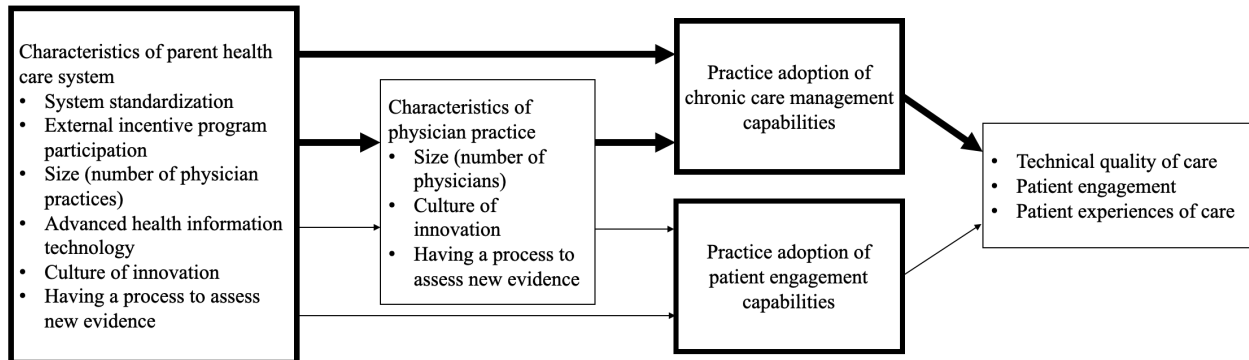 Characteristics of parent health
care system
• System standardization
• External incentive program
participation
• Size (number of physician
practices)
• Advanced health information
technology
• Culture of innovation
• Having a process to assess
new evidence
Characteristics of
physician practice
• Size (number of
physicians)
• Culture of
innovation
• Having a process to
assess new evidence
Practice adoption of
chronic care management
capabilities
Practice adoption of
patient engagement
capabilities
• Technical quality of care
• Patient engagement
• Patient experiences of care